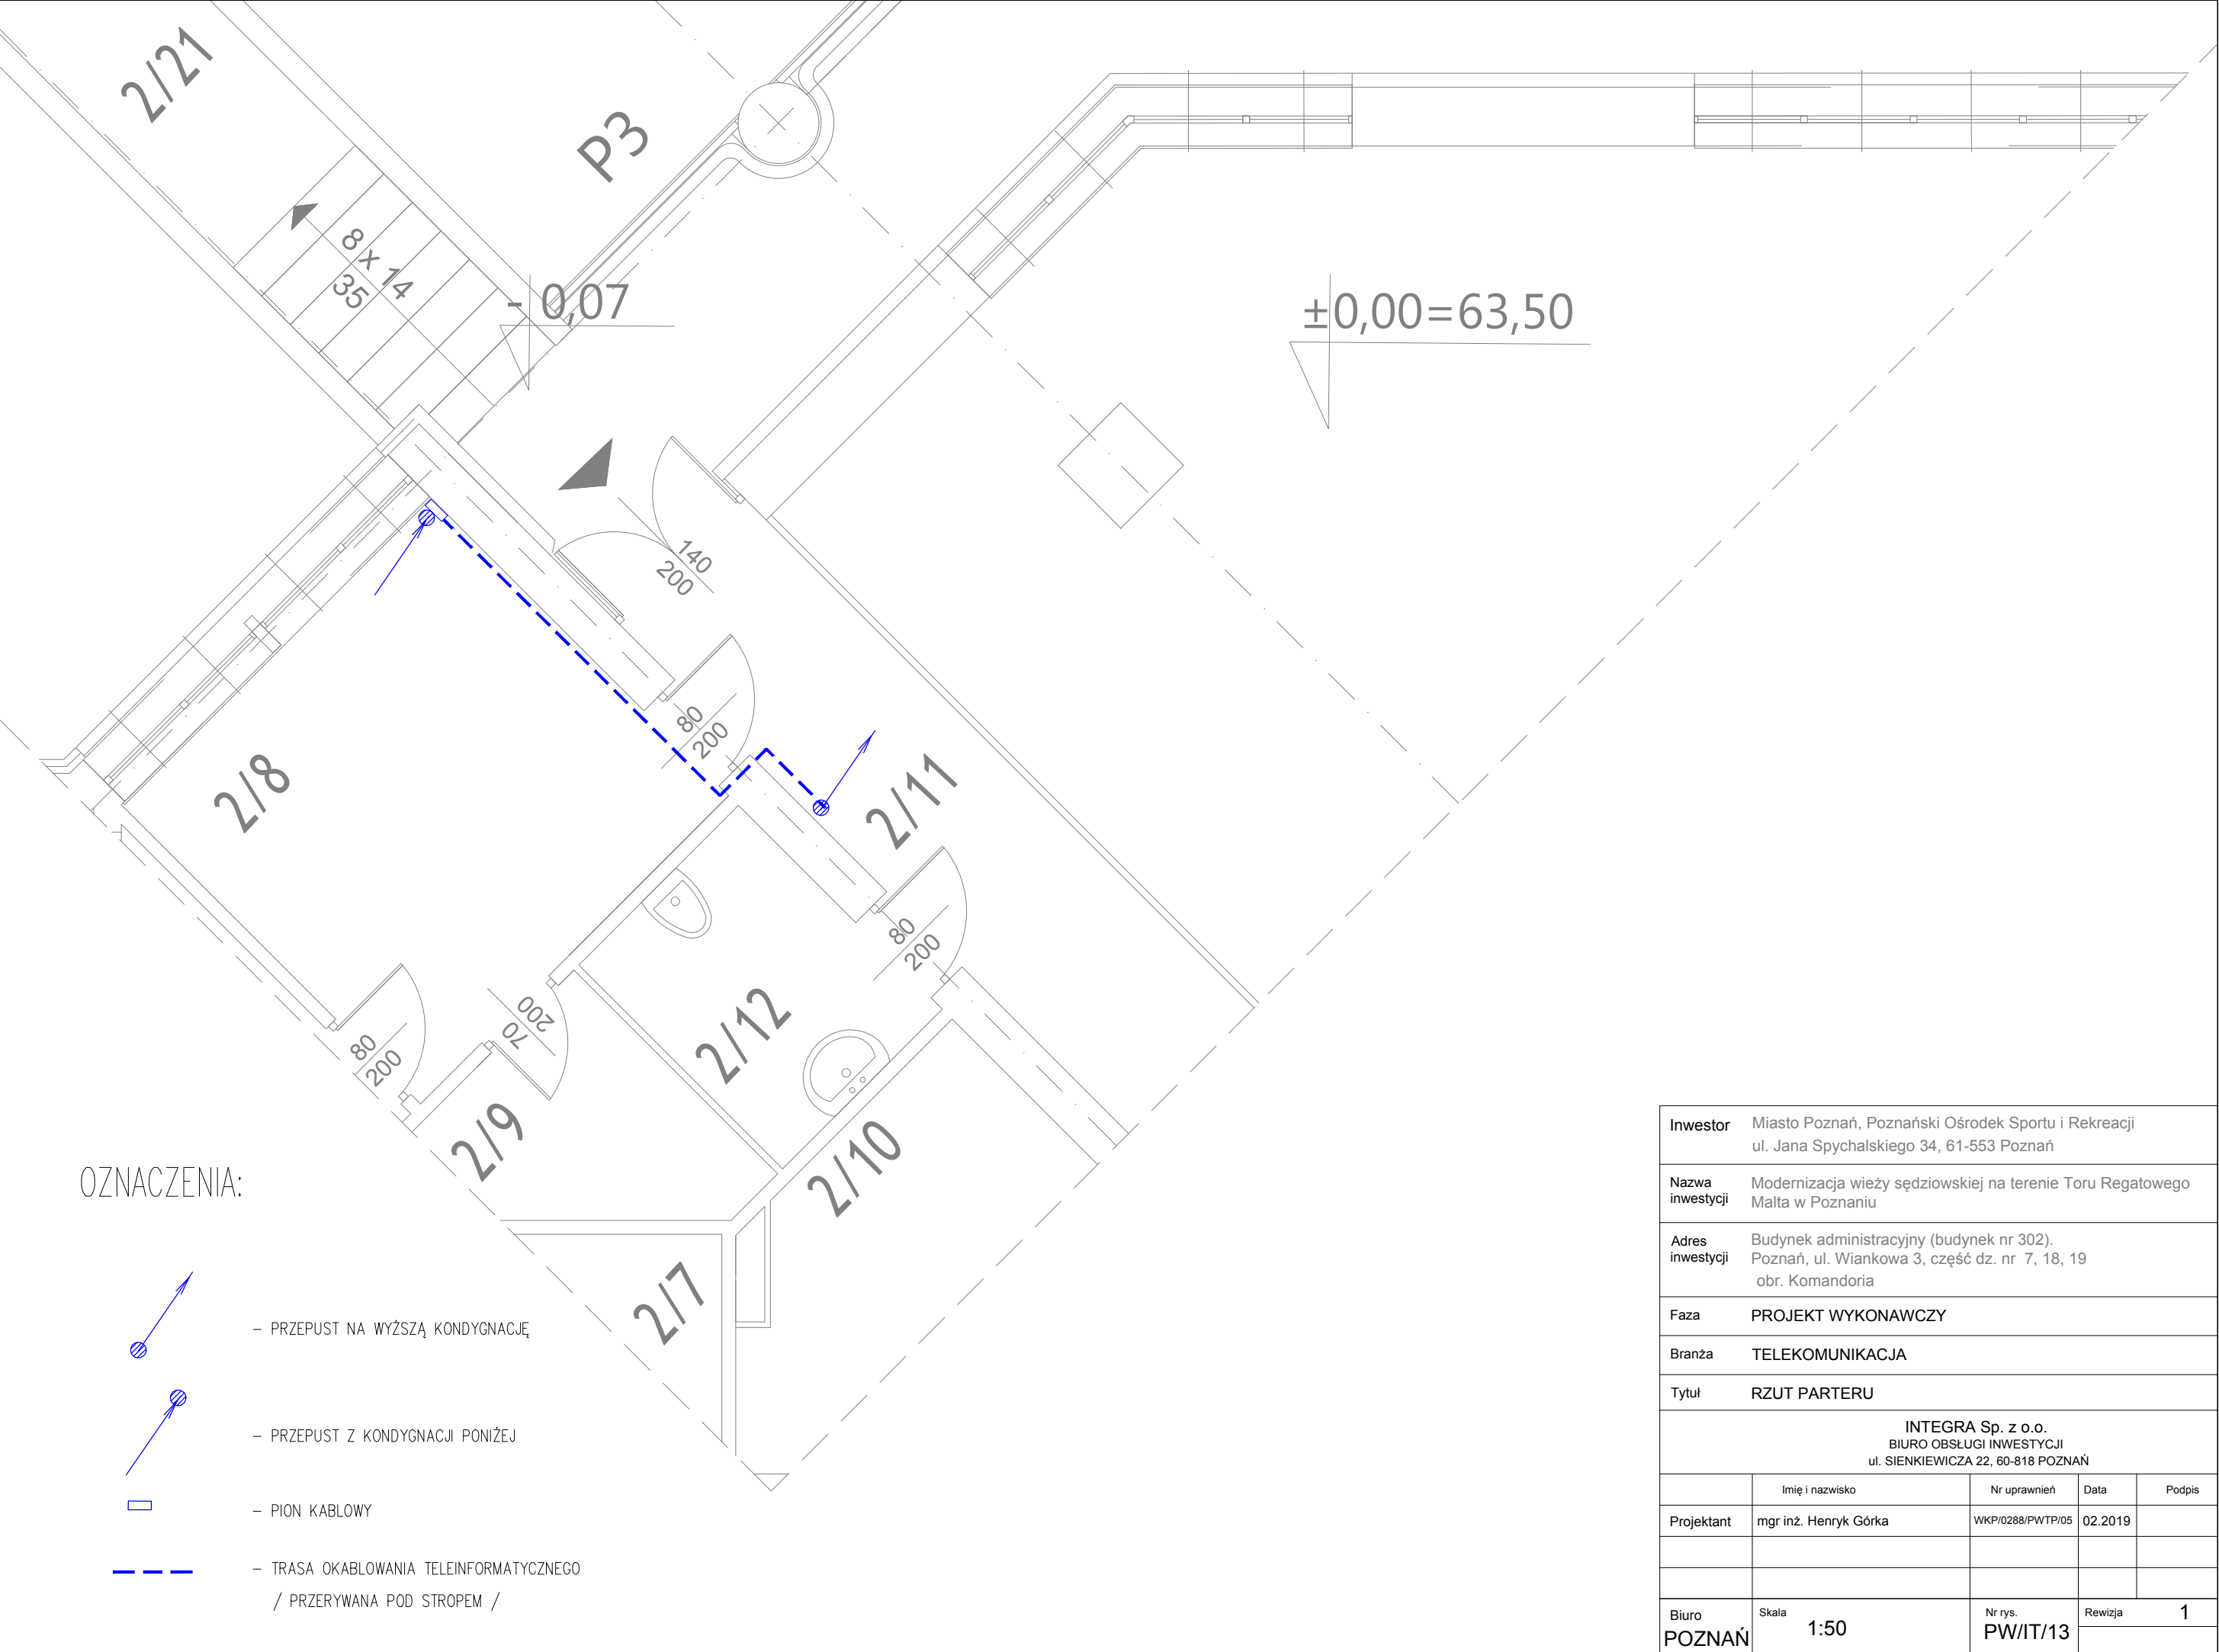 2/21
P3
8 x 14
35
- 0,07
±0,00=63,50
140
200
80
200
2/8
2/11
80
200
200
70
80
200
2/12
2/9
2/10
2/7
OZNACZENIA:
– PRZEPUST NA WYŻSZĄ KONDYGNACJĘ
– PRZEPUST Z KONDYGNACJI PONIŻEJ
– PION KABLOWY
– TRASA OKABLOWANIA TELEINFORMATYCZNEGO
/ PRZERYWANA POD STROPEM /
Inwestor Miasto Poznań, Poznański Ośrodek Sportu i Rekreacji
ul. Jana Spychalskiego 34, 61-553 Poznań
Nazwa inwestycji Modernizacja wieży sędziowskiej na terenie Toru Regatowego
Malta w Poznaniu
Adres inwestycji Budynek administracyjny (budynek nr 302).
Poznań, ul. Wiankowa 3, część dz. nr 7, 18, 19
obr. Komandoria
Faza PROJEKT WYKONAWCZY
Branża TELEKOMUNIKACJA
Tytuł RZUT PARTERU
INTEGRA Sp. z o.o.
BIURO OBSŁUGI INWESTYCJI
ul. SIENKIEWICZA 22, 60-818 POZNAŃ
Imię i nazwisko Nr uprawnień Data Podpis
Projektant mgr inż. Henryk Górka WKP/0288/PWTP/05 02.2019
Biuro Skala Nr rys. Rewizja 1
POZNAŃ 1:50 PW/IT/13